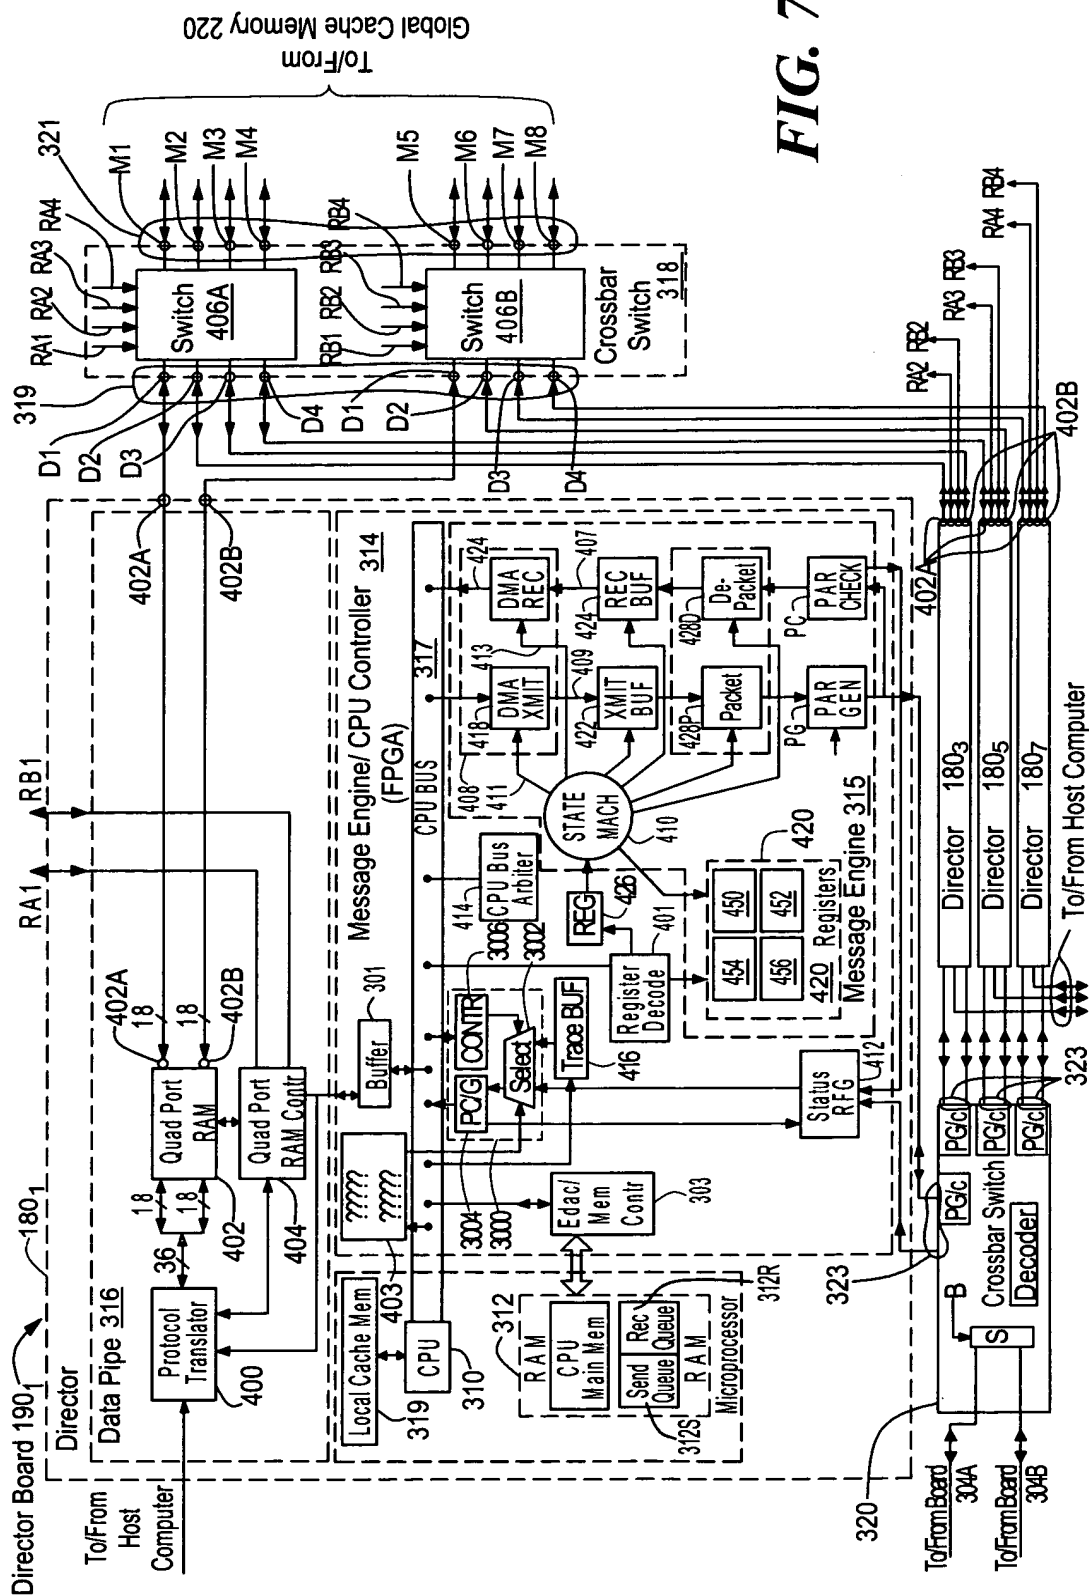 Director Board 190₁
180₁
Director
Data Pipe 316
To/From
Host
Computer
Protocol
Translator
400
36
18
18
Quad Port
RAM
402
Quad Port
RAM Contr
404
402A
402B
18
18
RA1
RB1
402A
402B
Message Engine/ CPU Controller
(FPGA)
314
317
CPU BUS
Local Cache Mem
319
CPU
310
?????
?????
403
Buffer
301
PC/G
CONTR
Select
3004
3000
3006
3002
Trace BUF
416
CPU Bus
Arbiter
414
Edac/
Mem
Contr
303
312
RAM
CPU
Main Mem
Send
Queue
Rec
Queue
RAM
312R
312S
Microprocessor
Register
Decode
401
REG
426
STATE
MACH
410
411
408
DMA
XMIT
418
DMA
REC
424
413
409
407
XMIT
BUF
422
REC
BUF
424
Packet
428P
De-
Packet
428D
PAR
GEN
PG
PAR
CHECK
PC
450
452
454
456
420
420 Registers
Message Engine 315
Status
RFG
412
319
D1
D2
D3
D4
D1
D2
D3
D4
RA1
RA2
RA3
RA4
Switch
406A
RB1
RB2
RB3
RB4
Switch
406B
Crossbar
Switch
318
321
M1
M2
M3
M4
M5
M6
M7
M8
To/From
Global Cache Memory 220
FIG. 7
320
323
B
S
Crossbar Switch
Decoder
PG/c
PG/c
PG/c
PG/c
323
To/From Board
304A
To/From Board
304B
Director 180₃
Director 180₅
Director 180₇
To/From Host Computer
402A
402B
RA2
RB2
RA3
RB3
RA4
RB4